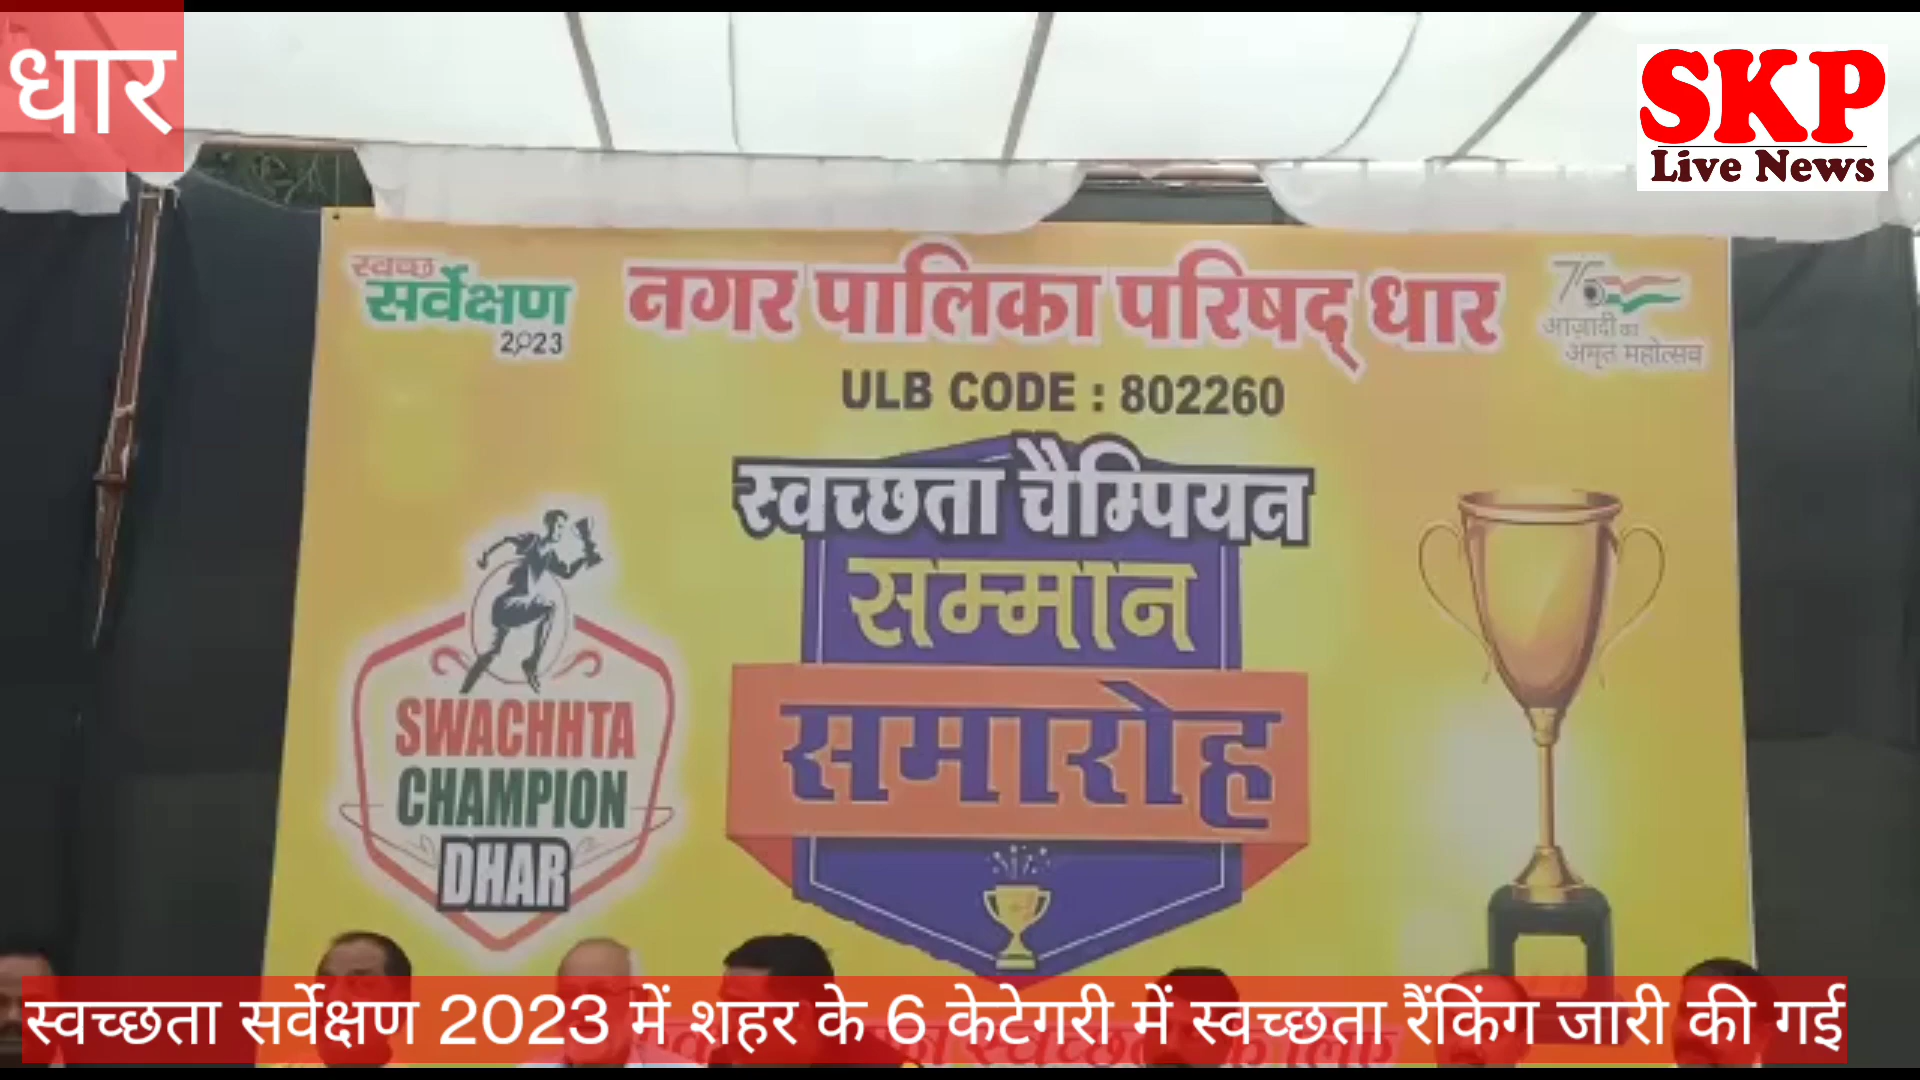 धार
SKP
Live News
स्वच्छ
सर्वेक्षण
2023
नगर पालिका परिषद् धार
75
आज़ादी का
अमृत महोत्सव
ULB CODE : 802260
स्वच्छता चैम्पियन
सम्मान
समारोह
SWACHHTA
CHAMPION
DHAR
स्वच्छता सर्वेक्षण 2023 में शहर के 6 केटेगरी में स्वच्छता रैंकिंग जारी की गई